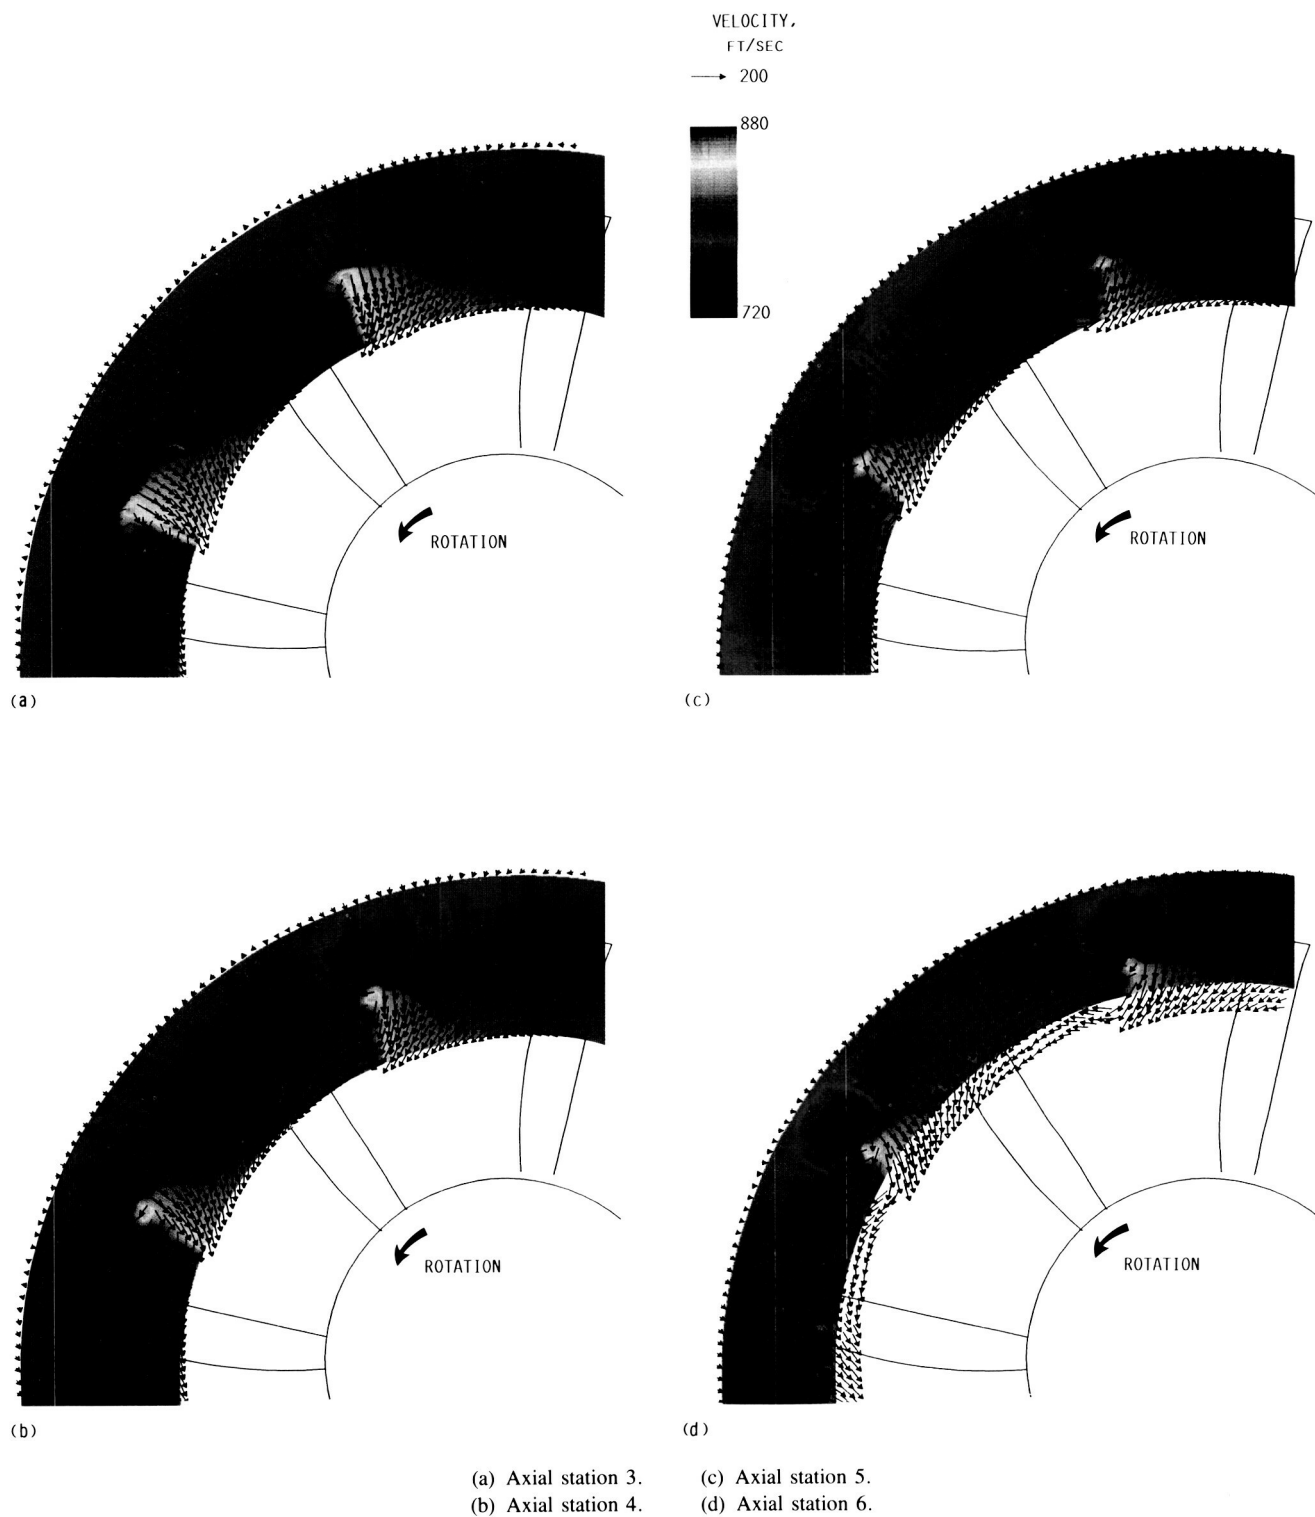 VELOCITY,
FT/SEC
200
880
720
ROTATION
(a)
ROTATION
(c)
ROTATION
(b)
ROTATION
(d)
(a) Axial station 3. (c) Axial station 5.
(b) Axial station 4. (d) Axial station 6.